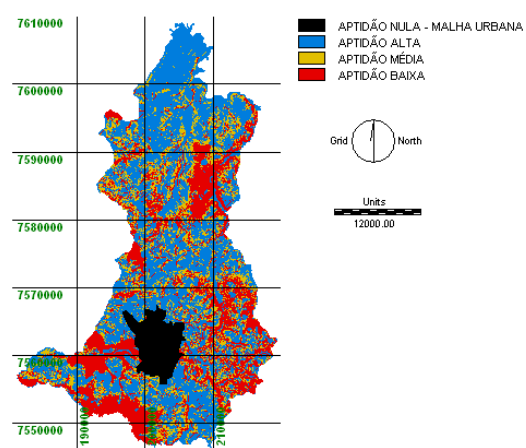 7610000
7600000
7590000
7580000
7570000
7550000
210000
APTIDÃO NULA - MALHA URBANA
APTIDÃO ALTA
APTIDÃO MÉDIA
APTIDÃO BAIXA
Grid
North
Units
12000.00